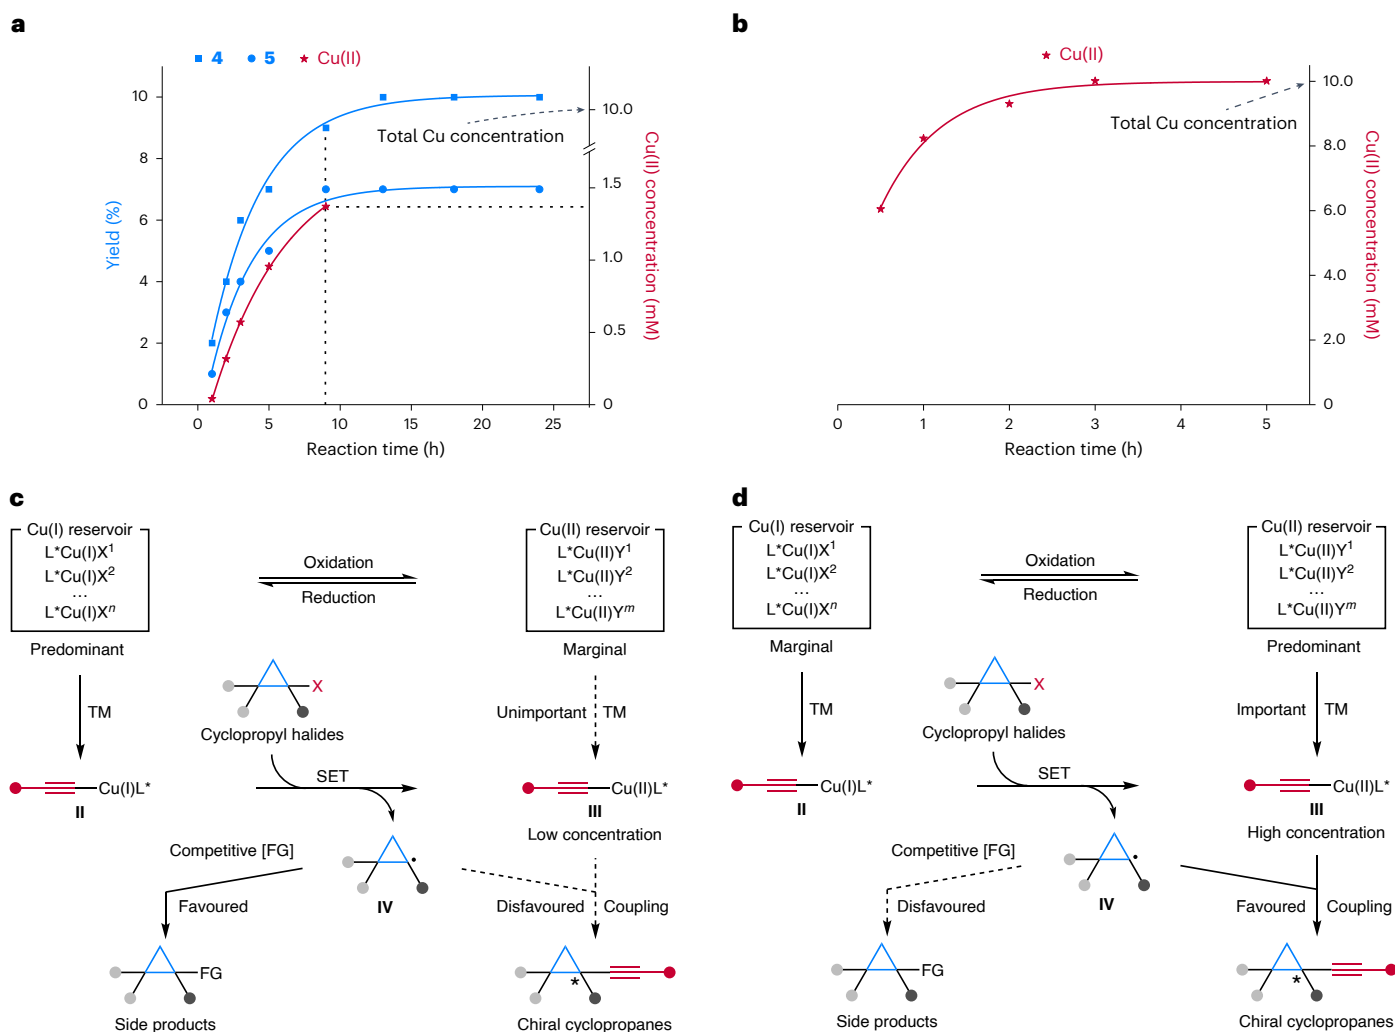 a
4 5 Cu(II)
10
8
6
4
2
0
Yield (%)
10.0
1.5
1.0
0.5
0
Cu(II) concentration (mM)
Total Cu concentration
0 5 10 15 20 25
Reaction time (h)
b
Cu(II)
10.0
8.0
6.0
4.0
2.0
0
Cu(II) concentration (mM)
Total Cu concentration
0 1 2 3 4 5
Reaction time (h)
c
Cu(I) reservoir
L*Cu(I)X¹
L*Cu(I)X²
...
L*Cu(I)Xⁿ
Predominant
Oxidation
Reduction
Cu(II) reservoir
L*Cu(II)Y¹
L*Cu(II)Y²
...
L*Cu(II)Yᵐ
Marginal
TM
X
Cyclopropyl halides
Unimportant TM
Cu(I)L*
II
SET
Cu(II)L*
III
Low concentration
Competitive [FG]
Favoured
IV
Disfavoured Coupling
FG
Side products
*
Chiral cyclopropanes
d
Cu(I) reservoir
L*Cu(I)X¹
L*Cu(I)X²
...
L*Cu(I)Xⁿ
Marginal
Oxidation
Reduction
Cu(II) reservoir
L*Cu(II)Y¹
L*Cu(II)Y²
...
L*Cu(II)Yᵐ
Predominant
TM
X
Cyclopropyl halides
Important TM
Cu(I)L*
II
SET
Cu(II)L*
III
High concentration
Competitive [FG]
Disfavoured
IV
Favoured Coupling
FG
Side products
*
Chiral cyclopropanes